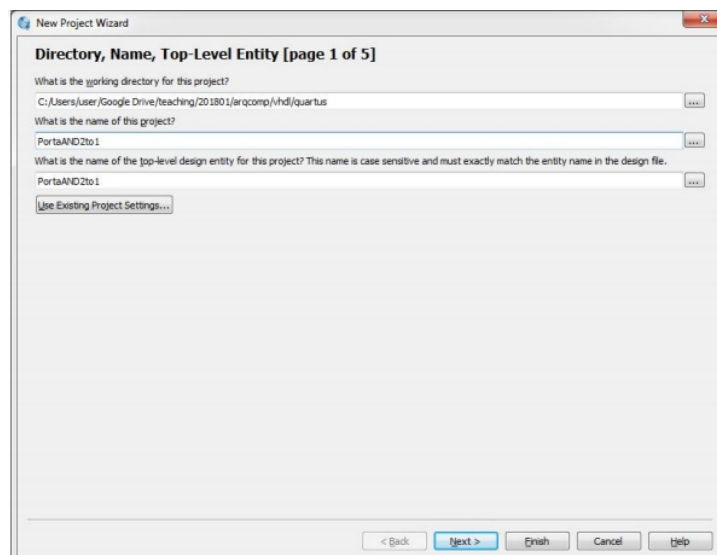 New Project Wizard
Directory, Name, Top-Level Entity [page 1 of 5]
What is the working directory for this project?
C:/Users/user/Google Drive/teaching/201801/arqcomp/vhdl/quartus
...
What is the name of this project?
PortaAND2to1
...
What is the name of the top-level design entity for this project? This name is case sensitive and must exactly match the entity name in the design file.
PortaAND2to1
...
Use Existing Project Settings...
< Back Next > Finish Cancel Help